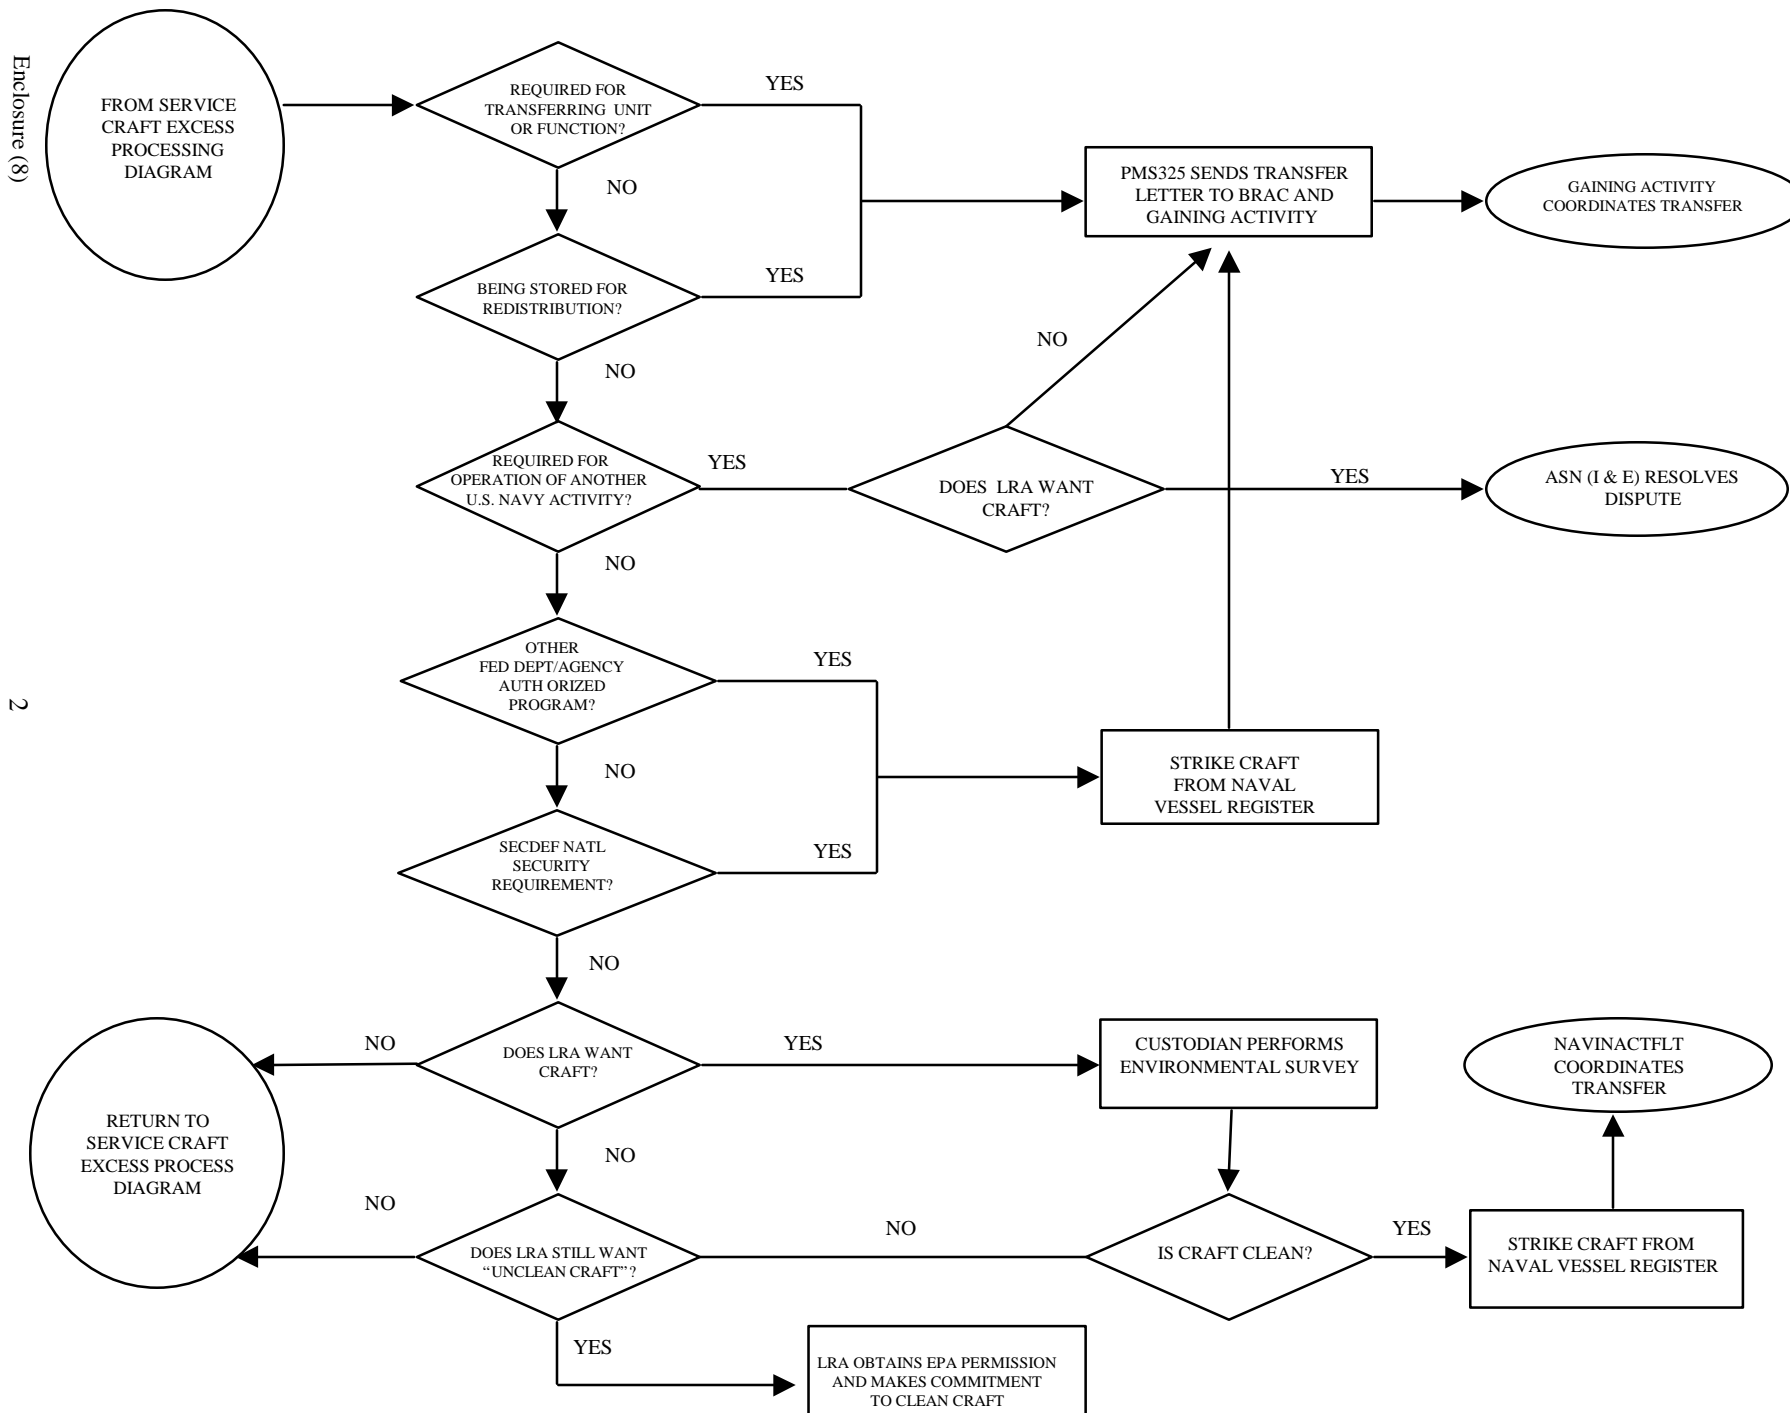 Enclosure (8)
FROM SERVICE
CRAFT EXCESS
PROCESSING
DIAGRAM
REQUIRED FOR
TRANSFERRING UNIT
OR FUNCTION?
YES
NO
PMS325 SENDS TRANSFER
LETTER TO BRAC AND
GAINING ACTIVITY
GAINING ACTIVITY
COORDINATES TRANSFER
BEING STORED FOR
REDISTRIBUTION?
YES
NO
REQUIRED FOR
OPERATION OF ANOTHER
U.S. NAVY ACTIVITY?
YES
NO
DOES LRA WANT
CRAFT?
NO
YES
ASN (I & E) RESOLVES
DISPUTE
OTHER
FED DEPT/AGENCY
AUTH ORIZED
PROGRAM?
YES
NO
2
STRIKE CRAFT
FROM NAVAL
VESSEL REGISTER
SECDEF NATL
SECURITY
REQUIREMENT?
YES
NO
DOES LRA WANT
CRAFT?
NO
YES
NO
CUSTODIAN PERFORMS
ENVIRONMENTAL SURVEY
NAVINACTFLT
COORDINATES
TRANSFER
RETURN TO
SERVICE CRAFT
EXCESS PROCESS
DIAGRAM
NO
DOES LRA STILL WANT
“UNCLEAN CRAFT”?
NO
IS CRAFT CLEAN?
YES
STRIKE CRAFT FROM
NAVAL VESSEL REGISTER
YES
LRA OBTAINS EPA PERMISSION
AND MAKES COMMITMENT
TO CLEAN CRAFT